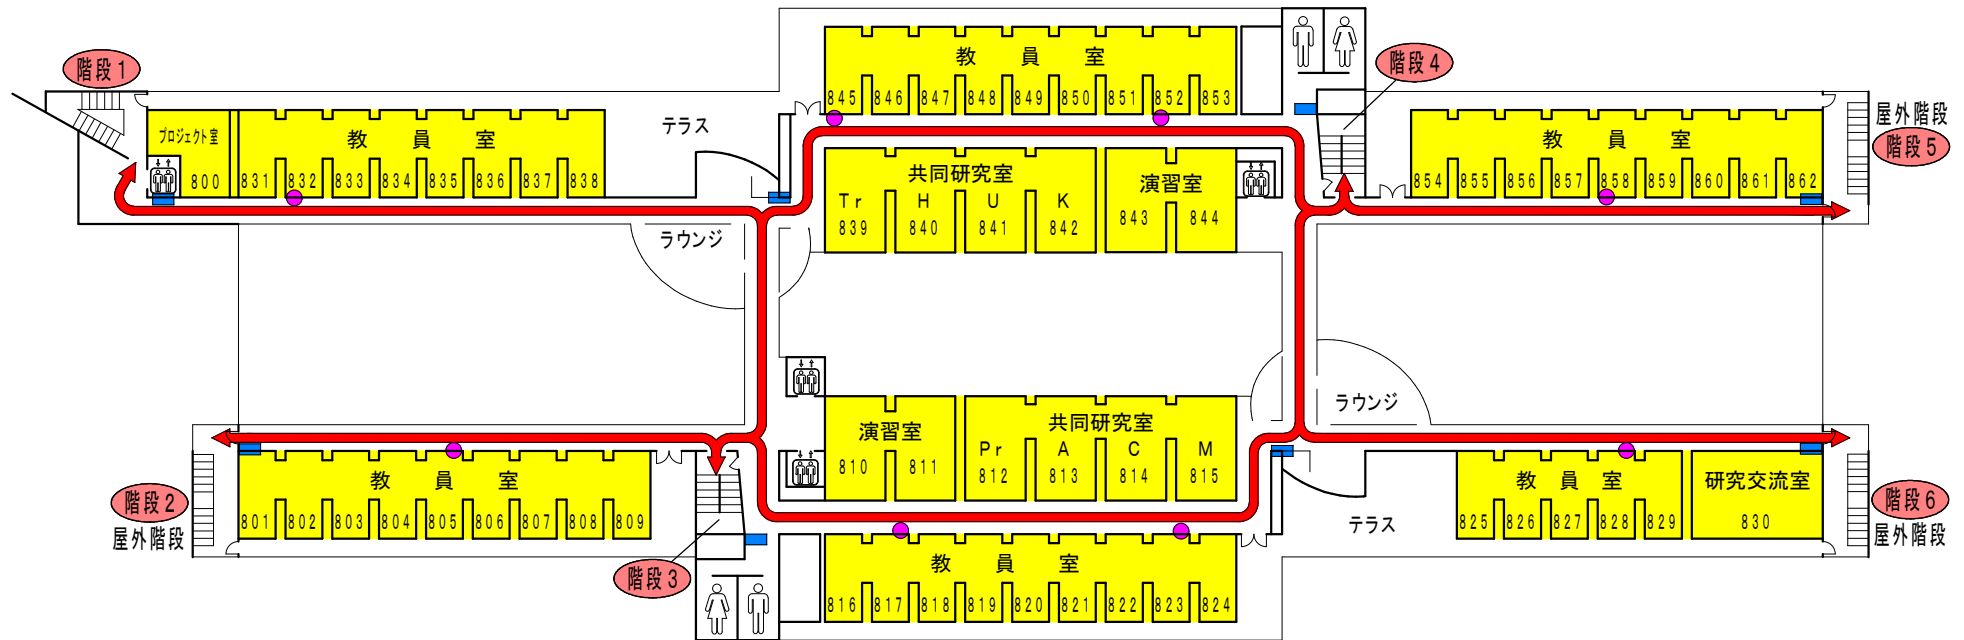 階段1
プロジェクト室
800
教員室
831 832 833 834 835 836 837 838
テラス
ラウンジ
教員室
845 846 847 848 849 850 851 852 853
共同研究室
Tr H U K
839 840 841 842
演習室
843 844
階段4
教員室
854 855 856 857 858 859 860 861 862
屋外階段
階段5
階段2
屋外階段
教員室
801 802 803 804 805 806 807 808 809
階段3
演習室
810 811
共同研究室
Pr A C M
812 813 814 815
教員室
816 817 818 819 820 821 822 823 824
ラウンジ
テラス
教員室
825 826 827 828 829
研究交流室
830
階段6
屋外階段